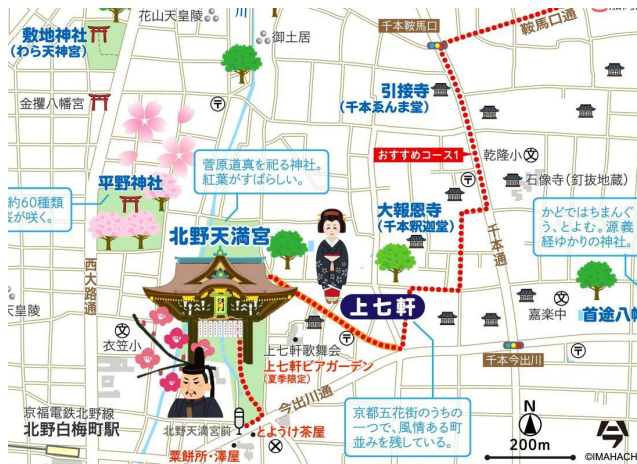 花山天皇陵
川
御土居
千本鞍馬口
鞍馬口通
敷地神社
(わら天神宮)
引接寺
(千本ゑんま堂)
金攫八幡宮
〒
菅原道真を祀る神社。
紅葉がすばらしい。
おすすめコース1
乾隆小
文
〒
平野神社
約60種類
桜が咲く。
石像寺(釘抜地蔵)
大報恩寺
(千本釈迦堂)
かどではちまんぐ
う、とよむ。源義
経ゆかりの神社。
北野天満宮
千本通
西大路通
天皇陵
上七軒
嘉楽中
文
首途八幡
文
衣笠小
〒
上七軒歌舞会
上七軒ビアガーデン
(夏季限定)
千本今出川
〒
今出川通
京都五花街のうちの
一つで、風情ある町
並みを残している。
京福電鉄北野線
北野白梅町駅
北野天満宮前
とようけ茶屋
粟餅所・澤屋
N
200m
©IMAHACH